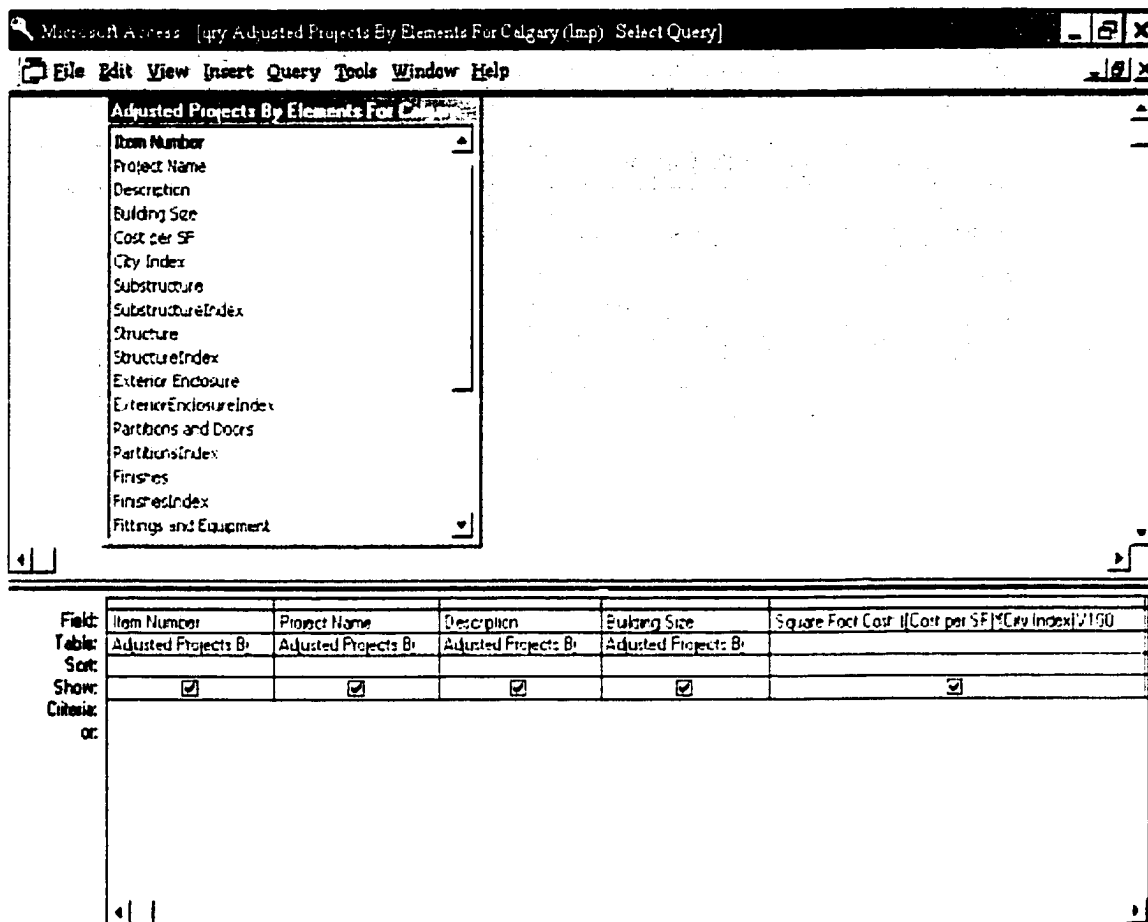 Microsoft Access - [qry Adjusted Projects By Elements For Calgary (Imp) : Select Query]
File Edit View Insert Query Tools Window Help
Adjusted Projects By Elements For
Item Number
Project Name
Description
Building Size
Cost per SF
City Index
Substructure
SubstructureIndex
Structure
StructureIndex
Exterior Enclosure
ExteriorEnclosureIndex
Partitions and Doors
PartitionsIndex
Finishes
FinishesIndex
Fittings and Equipment
Field: Item Number Project Name Description Building Size Square Foot Cost: ([Cost per SF]*[City Index])/100
Table: Adjusted Projects B Adjusted Projects B Adjusted Projects B Adjusted Projects B
Sort:
Show:
Criteria:
or: